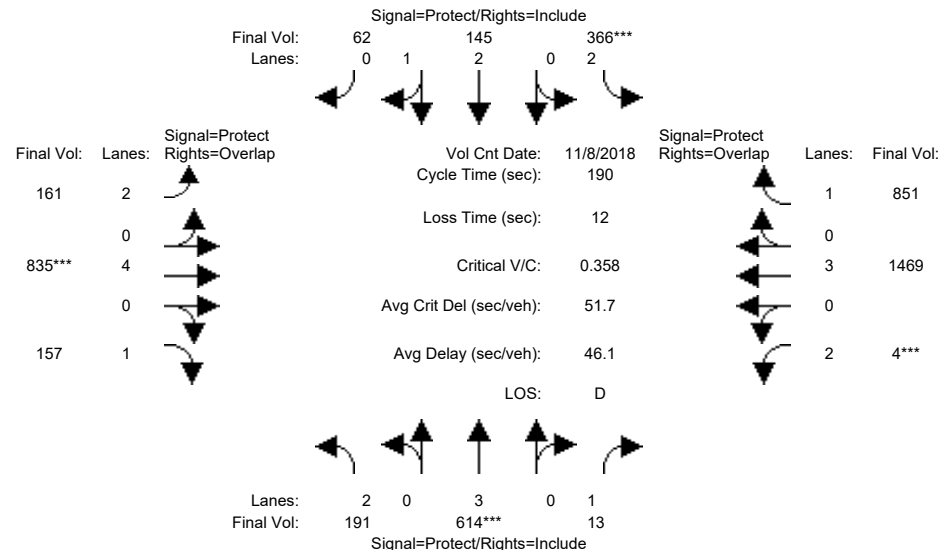 Signal=Protect/Rights=Include
Final Vol: 62 145 366***
Lanes: 0 1 2 0 2
Signal=Protect Signal=Protect
Final Vol: Lanes: Rights=Overlap Vol Cnt Date: 11/8/2018 Rights=Overlap Lanes: Final Vol:
Cycle Time (sec): 190
161 2 1 851
Loss Time (sec): 12
0 0
835*** 4 Critical V/C: 0.358 3 1469
0 Avg Crit Del (sec/veh): 51.7 0
157 1 Avg Delay (sec/veh): 46.1 2 4***
LOS: D
Lanes: 2 0 3 0 1
Final Vol: 191 614*** 13
Signal=Protect/Rights=Include